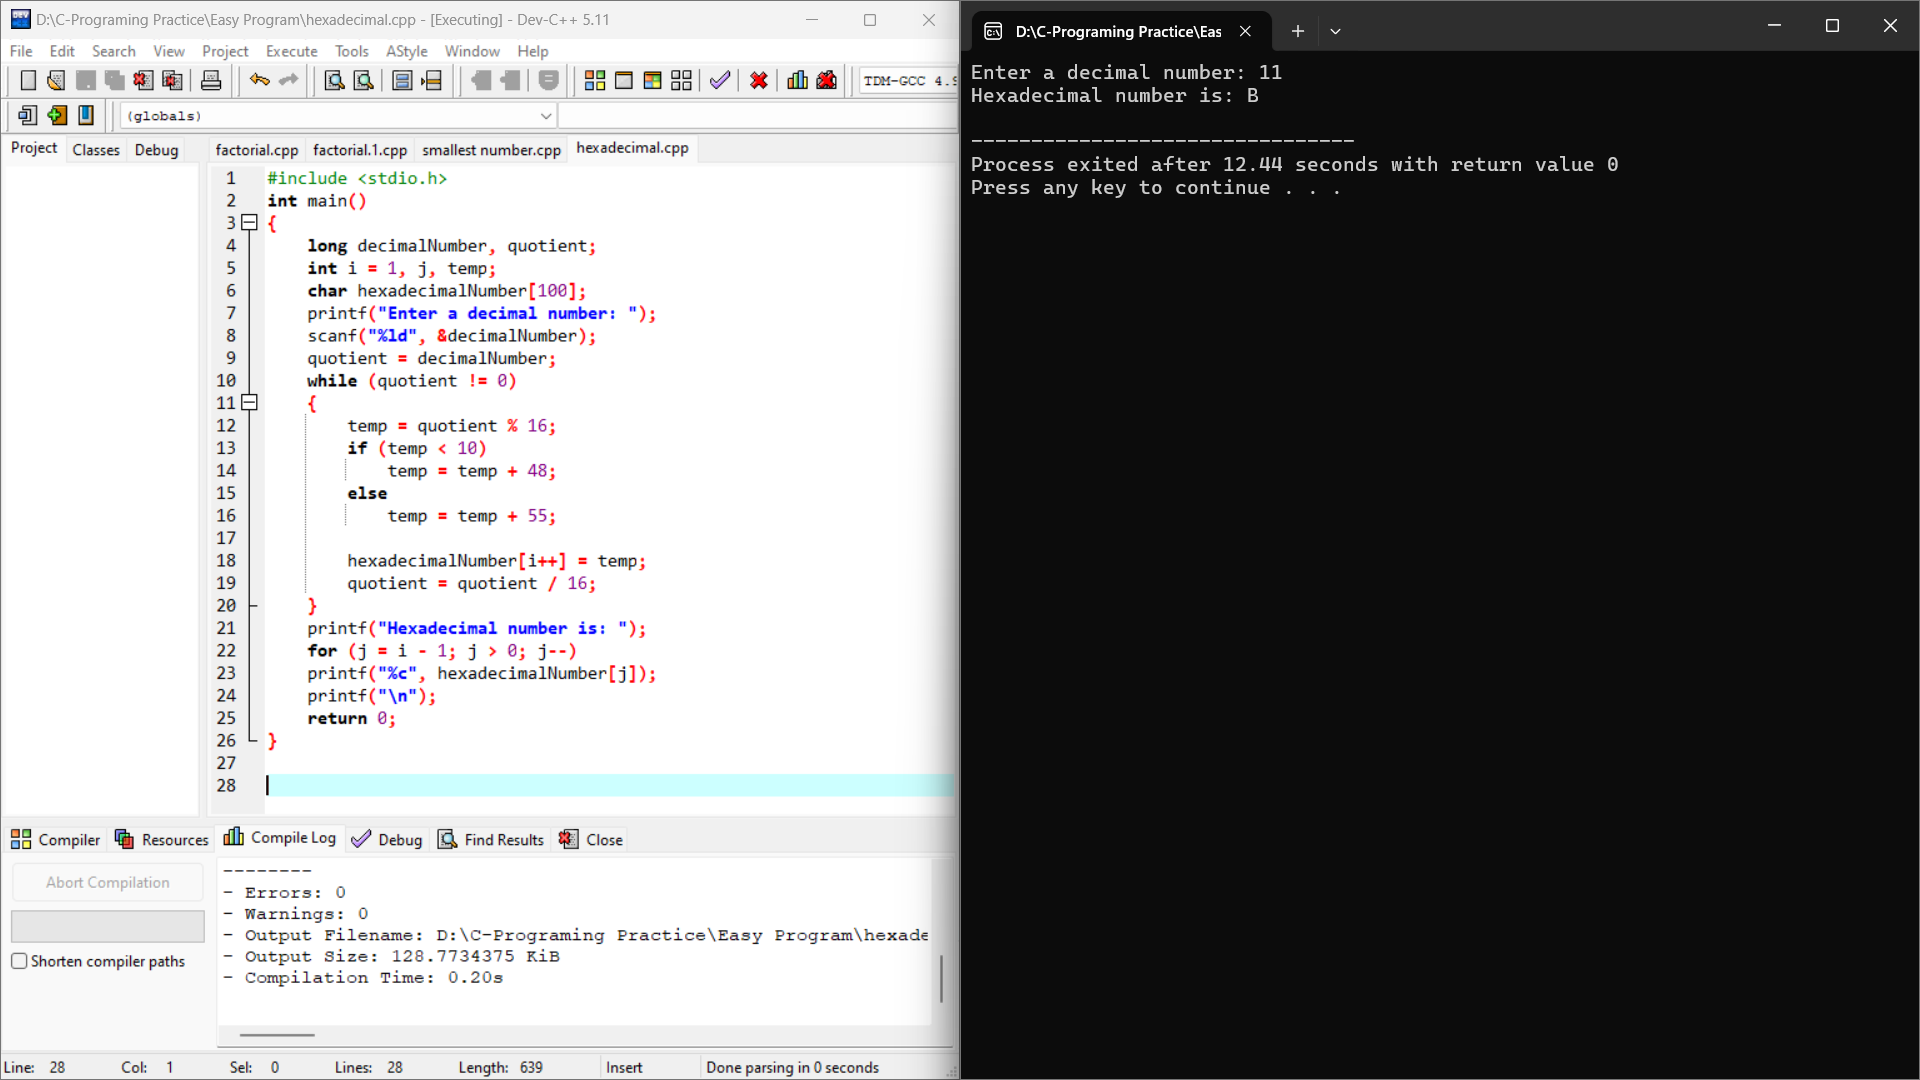 D:\C-Programing Practice\Easy Program\hexadecimal.cpp - [Executing] - Dev-C++ 5.11
File Edit Search View Project Execute Tools AStyle Window Help
TDM-GCC 4.9
(globals)
Project Classes Debug
factorial.cpp factorial.1.cpp smallest number.cpp hexadecimal.cpp
1 #include <stdio.h>
2 int main()
3 {
4 long decimalNumber, quotient;
5 int i = 1, j, temp;
6 char hexadecimalNumber[100];
7 printf("Enter a decimal number: ");
8 scanf("%ld", &decimalNumber);
9 quotient = decimalNumber;
10 while (quotient != 0)
11 {
12 temp = quotient % 16;
13 if (temp < 10)
14 temp = temp + 48;
15 else
16 temp = temp + 55;
17
18 hexadecimalNumber[i++] = temp;
19 quotient = quotient / 16;
20 }
21 printf("Hexadecimal number is: ");
22 for (j = i - 1; j > 0; j--)
23 printf("%c", hexadecimalNumber[j]);
24 printf("\n");
25 return 0;
26 }
27
28
Compiler Resources Compile Log Debug Find Results Close
Abort Compilation
Shorten compiler paths
--------
- Errors: 0
- Warnings: 0
- Output Filename: D:\C-Programing Practice\Easy Program\hexade
- Output Size: 128.7734375 KiB
- Compilation Time: 0.20s
Line: 28 Col: 1 Sel: 0 Lines: 28 Length: 639 Insert Done parsing in 0 seconds
D:\C-Programing Practice\Eas
Enter a decimal number: 11
Hexadecimal number is: B
--------------------------------
Process exited after 12.44 seconds with return value 0
Press any key to continue . . .